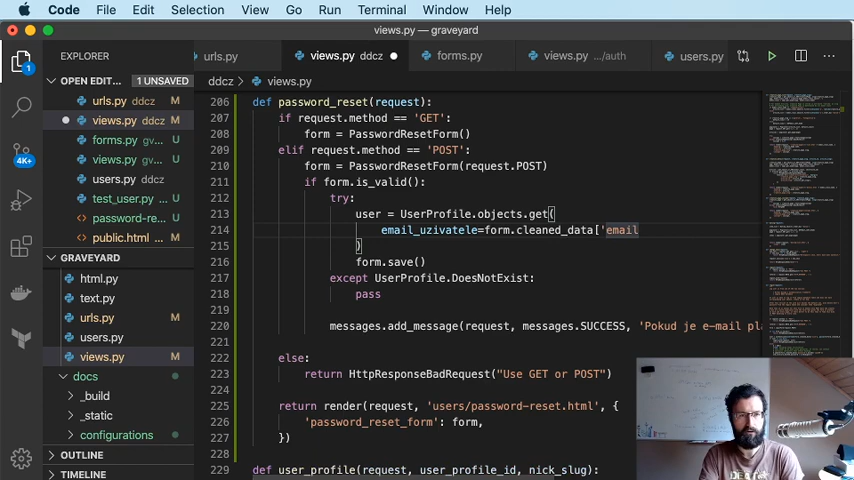 Code File Edit Selection View Go Run Terminal Window Help
views.py — graveyard
EXPLORER
urls.py
views.py ddcz
forms.py
views.py .../auth
users.py
OPEN EDIT... 1 UNSAVED
ddcz > views.py
urls.py ddcz M
views.py ddcz M
forms.py gv... U
views.py gv... U
users.py ddcz
test_user.py ... U
password-re... U
public.html ... M
GRAVEYARD
html.py
text.py
urls.py M
users.py
views.py M
docs
_build
_static
configurations
OUTLINE
TIMELINE
1
4K+
206 def password_reset(request):
207 if request.method == 'GET':
208 form = PasswordResetForm()
209 elif request.method == 'POST':
210 form = PasswordResetForm(request.POST)
211 if form.is_valid():
212 try:
213 user = UserProfile.objects.get(
214 email_uzivatele=form.cleaned_data['email
215 )
216 form.save()
217 except UserProfile.DoesNotExist:
218 pass
219
220 messages.add_message(request, messages.SUCCESS, 'Pokud je e-mail pla
221
222 else:
223 return HttpResponseBadRequest("Use GET or POST")
224
225 return render(request, 'users/password-reset.html', {
226 'password_reset_form': form,
227 })
228
229 def user_profile(request, user_profile_id, nick_slug):